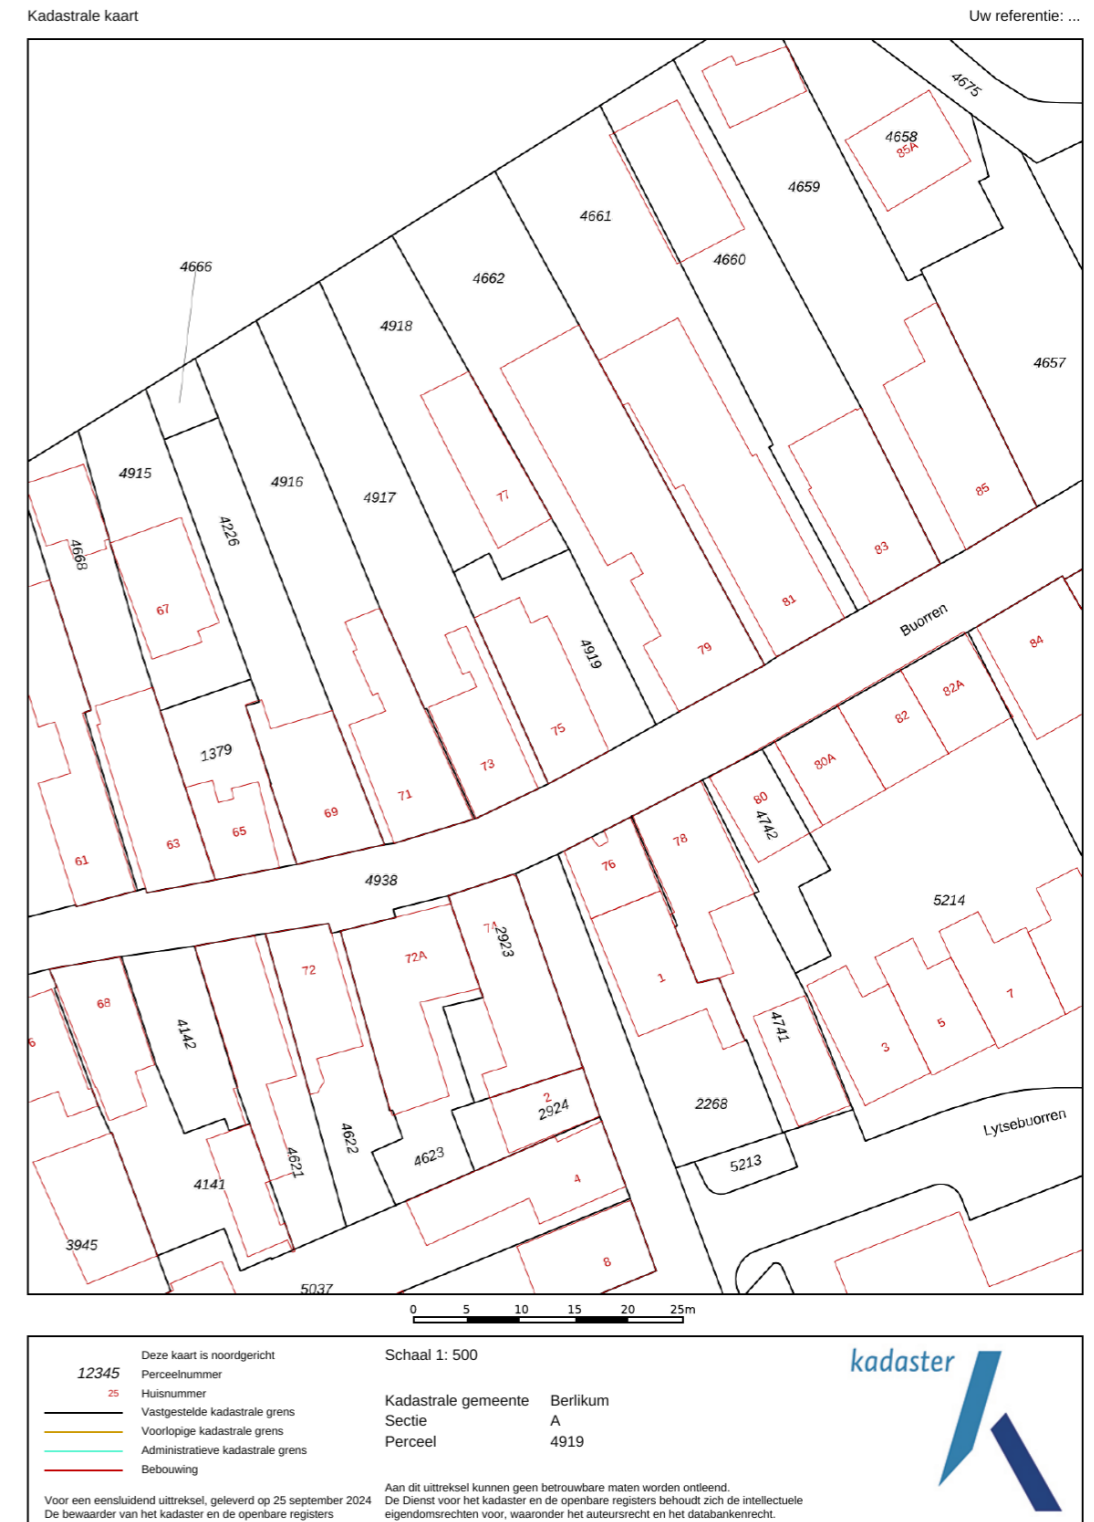 Kadastrale kaart
Uw referentie: ...
4675
4658
85A
4659
4661
4660
4666
4662
4918
4657
4915
4916
4917
77
85
4226
4668
83
67
81
Buorren
4919
79
84
82A
82
1379
75
73
80A
71
80
4742
69
65
63
61
78
76
4938
5214
74
2923
72A
72
68
1
7
4142
4741
5
3
6
2
2924
2268
Lytsebuorren
4622
4621
4623
5213
4141
4
3945
8
5037
0 5 10 15 20 25m
Deze kaart is noordgericht
12345 Perceelnummer
25 Huisnummer
Vastgestelde kadastrale grens
Voorlopige kadastrale grens
Administratieve kadastrale grens
Bebouwing
Schaal 1: 500
Kadastrale gemeente Berlikum
Sectie A
Perceel 4919
kadaster
Voor een eensluidend uittreksel, geleverd op 25 september 2024
De bewaarder van het kadaster en de openbare registers
Aan dit uittreksel kunnen geen betrouwbare maten worden ontleend.
De Dienst voor het kadaster en de openbare registers behoudt zich de intellectuele
eigendomsrechten voor, waaronder het auteursrecht en het databankenrecht.